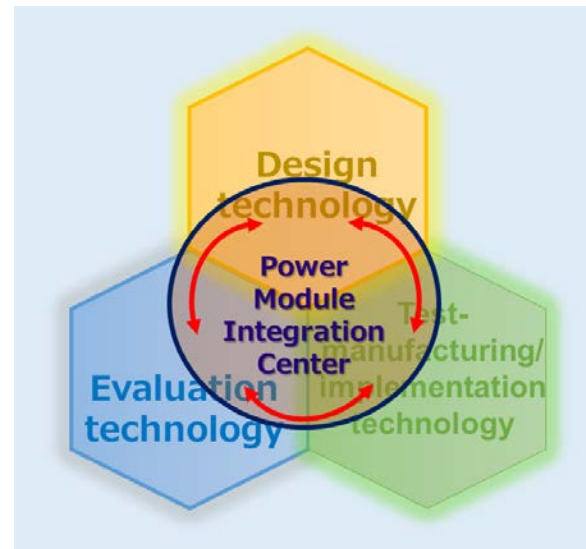 Design
technology
Power
Module
Integration
Center
Evaluation
technology
Test-
manufacturing/
implementation
technology